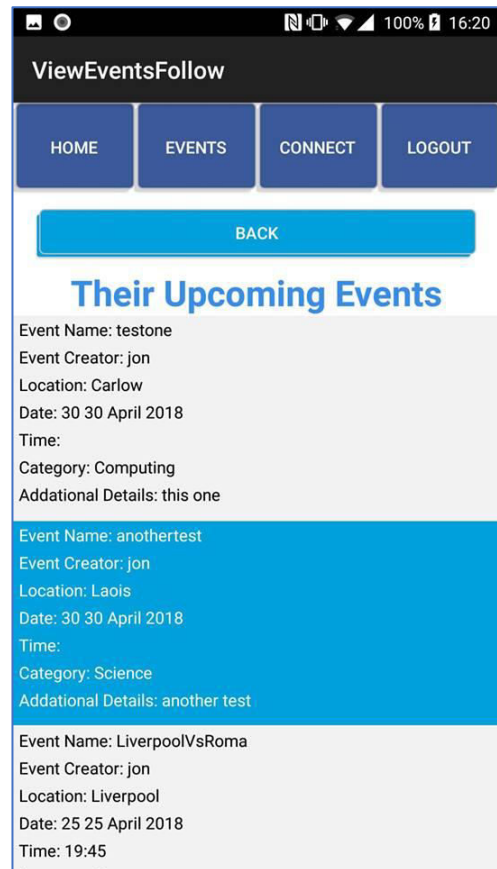 100% 16:20
ViewEventsFollow
HOME EVENTS CONNECT LOGOUT
BACK
Their Upcoming Events
Event Name: testone
Event Creator: jon
Location: Carlow
Date: 30 30 April 2018
Time:
Category: Computing
Addational Details: this one
Event Name: anothertest
Event Creator: jon
Location: Laois
Date: 30 30 April 2018
Time:
Category: Science
Addational Details: another test
Event Name: LiverpoolVsRoma
Event Creator: jon
Location: Liverpool
Date: 25 25 April 2018
Time: 19:45